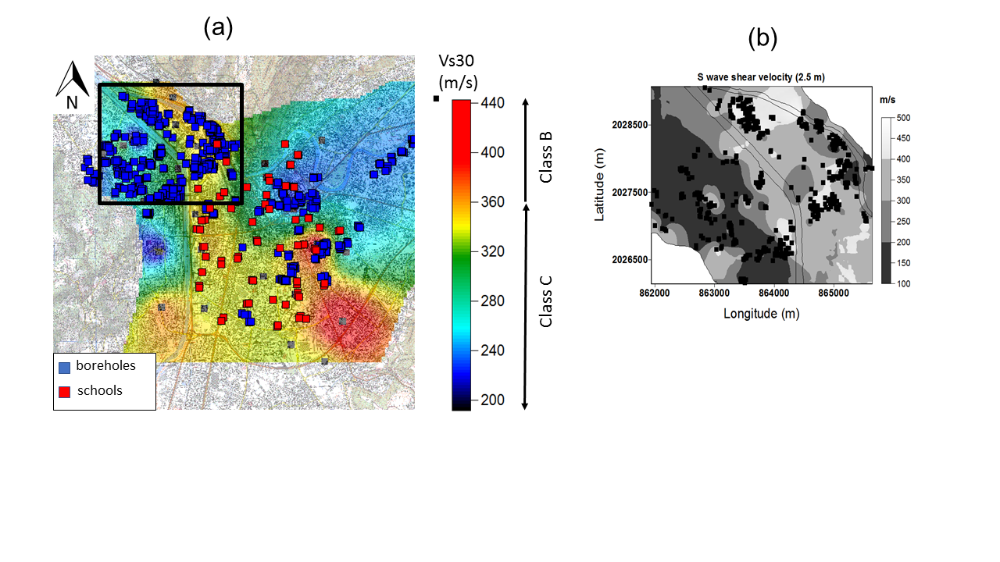 (a)
(b)
N
Vs30
(m/s)
440
400
360
320
280
240
200
Class B
Class C
boreholes
schools
S wave shear velocity (2.5 m)
m/s
500
450
400
350
300
250
200
150
100
Latitude (m)
2028500
2027500
2026500
862000 863000 864000 865000
Longitude (m)